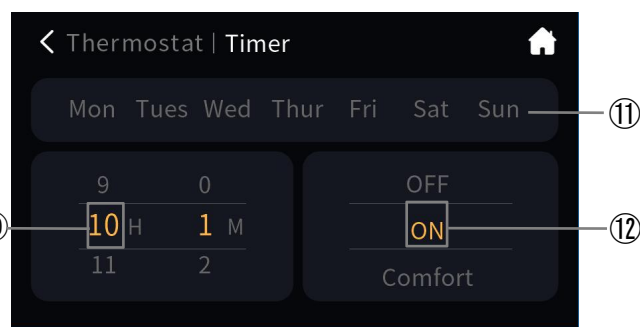 Thermostat | Timer
Mon Tues Wed Thur Fri Sat Sun
⑪
9 0
10 H 1 M
11 2
OFF
ON
⑫
Comfort